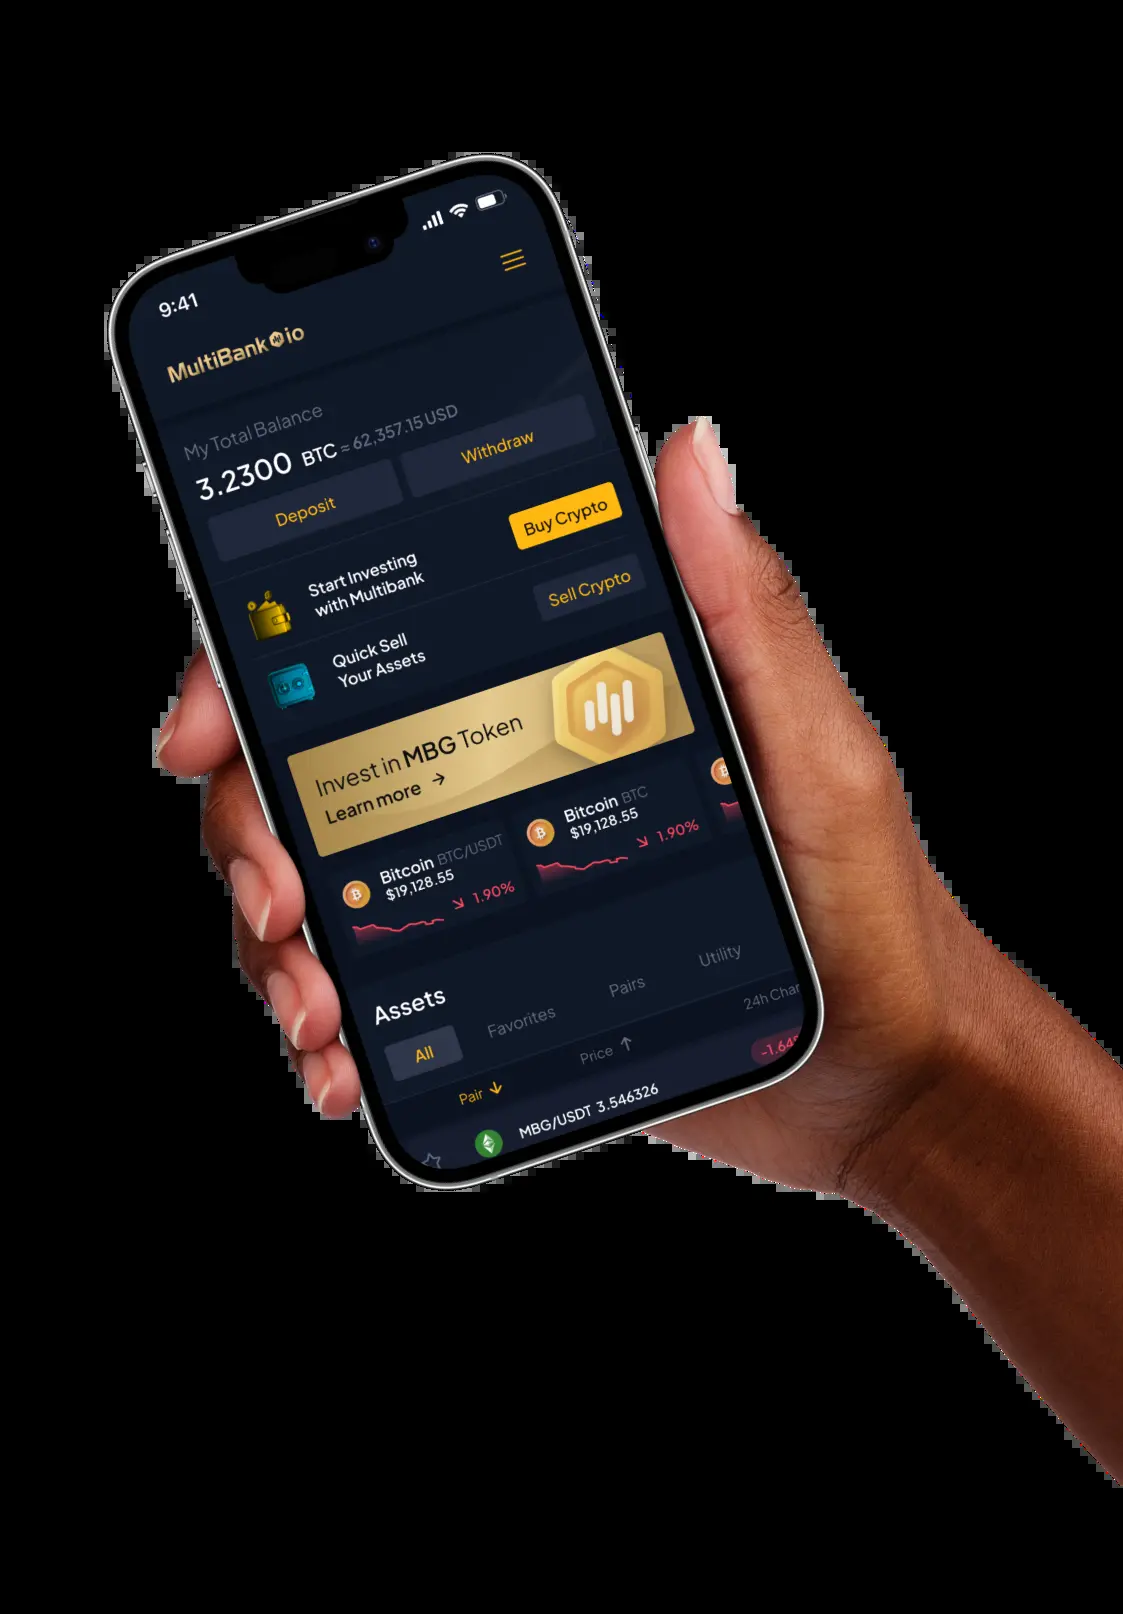 9:41
MultiBank io
My Total Balance
3.2300 BTC ≈ 62,357.15 USD
Deposit
Withdraw
Start Investing
with Multibank
Buy Crypto
Quick Sell
Your Assets
Sell Crypto
Invest in MBG Token
Learn more →
Bitcoin BTC/USDT
$19,128.55
↘ 1.90%
Bitcoin BTC
$19,128.55
↘ 1.90%
Assets
All
Favorites
Pairs
Utility
Pair ↓
Price ↑
24h Char
MBG/USDT 3.546326
-1.64